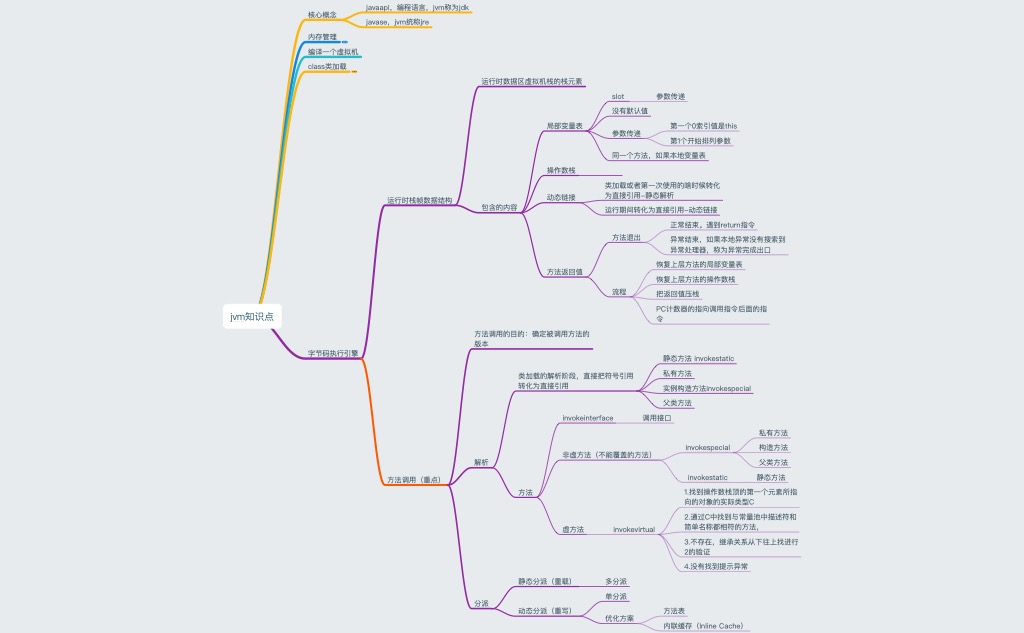 核心概念
javaapi，编程语言，jvm称为jdk
javase，jvm统称jre
内存管理
编译一个虚拟机
class类加载
jvm知识点
字节码执行引擎
运行时栈帧数据结构
运行时数据区虚拟机栈的栈元素
包含的内容
局部变量表
slot
参数传递
没有默认值
参数传递
第一个0索引值是this
第1个开始排列参数
同一个方法，如果本地变量表
操作数栈
动态链接
类加载或者第一次使用的啥时候转化
为直接引用-静态解析
运行期间转化为直接引用-动态链接
方法返回值
方法退出
正常结束，遇到return指令
异常结束，如果本地异常没有搜索到
异常处理器，称为异常完成出口
流程
恢复上层方法的局部变量表
恢复上层方法的操作数栈
把返回值压栈
PC计数器的指向调用指令后面的指
令
方法调用（重点）
方法调用的目的：确定被调用方法的
版本
解析
类加载的解析阶段，直接把符号引用
转化为直接引用
静态方法 invokestatic
私有方法
实例构造方法invokespecial
父类方法
方法
invokeinterface
调用接口
非虚方法（不能覆盖的方法）
invokespecial
私有方法
构造方法
父类方法
invokestatic
静态方法
虚方法
invokevirtual
1.找到操作数栈顶的第一个元素所指
向的对象的实际类型C
2.通过C中找到与常量池中描述符和
简单名称都相符的方法，
3.不存在，继承关系从下往上找进行
2的验证
4.没有找到提示异常
分派
静态分派（重载）
多分派
动态分派（重写）
单分派
优化方案
方法表
内联缓存（Inline Cache）